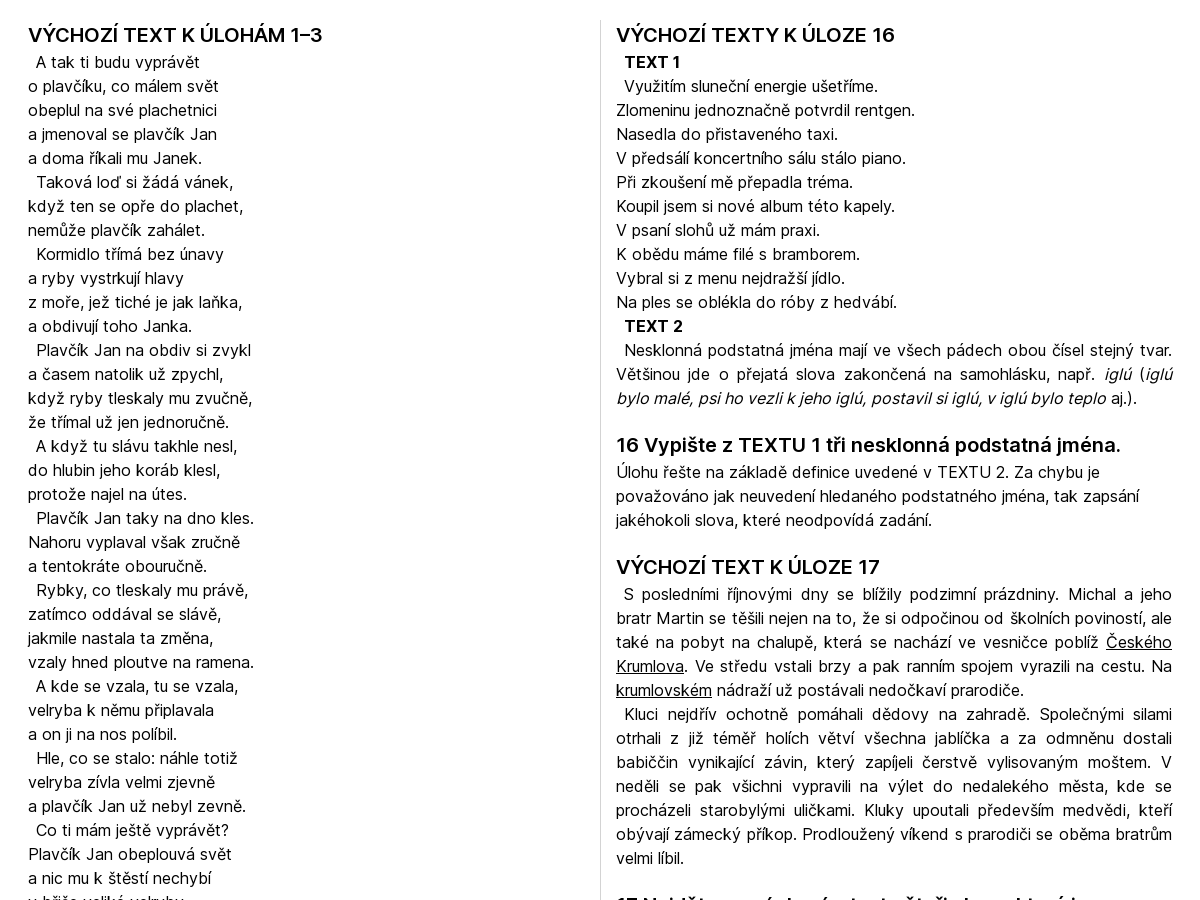 VÝCHOZÍ TEXT K ÚLOHÁM 1–3
A tak ti budu vyprávět
o plavčíku, co málem svět
obeplul na své plachetnici
a jmenoval se plavčík Jan
a doma říkali mu Janek.
Taková loď si žádá vánek,
když ten se opře do plachet,
nemůže plavčík zahálet.
Kormidlo třímá bez únavy
a ryby vystrkují hlavy
z moře, jež tiché je jak laňka,
a obdivují toho Janka.
Plavčík Jan na obdiv si zvykl
a časem natolik už zpychl,
když ryby tleskaly mu zvučně,
že třímal už jen jednoručně.
A když tu slávu takhle nesl,
do hlubin jeho koráb klesl,
protože najel na útes.
Plavčík Jan taky na dno kles.
Nahoru vyplaval však zručně
a tentokráte obouručně.
Rybky, co tleskaly mu právě,
zatímco oddával se slávě,
jakmile nastala ta změna,
vzaly hned ploutve na ramena.
A kde se vzala, tu se vzala,
velryba k němu připlavala
a on ji na nos políbil.
Hle, co se stalo: náhle totiž
velryba zívla velmi zjevně
a plavčík Jan už nebyl zevně.
Co ti mám ještě vyprávět?
Plavčík Jan obeplouvá svět
a nic mu k štěstí nechybí
VÝCHOZÍ TEXTY K ÚLOZE 16
TEXT 1
Využitím sluneční energie ušetříme.
Zlomeninu jednoznačně potvrdil rentgen.
Nasedla do přistaveného taxi.
V předsálí koncertního sálu stálo piano.
Při zkoušení mě přepadla tréma.
Koupil jsem si nové album této kapely.
V psaní slohů už mám praxi.
K obědu máme filé s bramborem.
Vybral si z menu nejdražší jídlo.
Na ples se oblékla do róby z hedvábí.
TEXT 2
Nesklonná podstatná jména mají ve všech pádech obou čísel stejný tvar.
Většinou jde o přejatá slova zakončená na samohlásku, např. iglú (iglú
bylo malé, psi ho vezli k jeho iglú, postavil si iglú, v iglú bylo teplo aj.).
16 Vypište z TEXTU 1 tři nesklonná podstatná jména.
Úlohu řešte na základě definice uvedené v TEXTU 2. Za chybu je
považováno jak neuvedení hledaného podstatného jména, tak zapsání
jakéhokoli slova, které neodpovídá zadání.
VÝCHOZÍ TEXT K ÚLOZE 17
S posledními říjnovými dny se blížily podzimní prázdniny. Michal a jeho
bratr Martin se těšili nejen na to, že si odpočinou od školních poviností, ale
také na pobyt na chalupě, která se nachází ve vesničce poblíž Českého
Krumlova. Ve středu vstali brzy a pak ranním spojem vyrazili na cestu. Na
krumlovském nádraží už postávali nedočkaví prarodiče.
Kluci nejdřív ochotně pomáhali dědovy na zahradě. Společnými silami
otrhali z již téměř holích větví všechna jablíčka a za odmněnu dostali
babiččin vynikající závin, který zapíjeli čerstvě vylisovaným moštem. V
neděli se pak všichni vypravili na výlet do nedalekého města, kde se
procházeli starobylými uličkami. Kluky upoutali především medvědi, kteří
obývají zámecký příkop. Prodloužený víkend s prarodiči se oběma bratrům
velmi líbil.